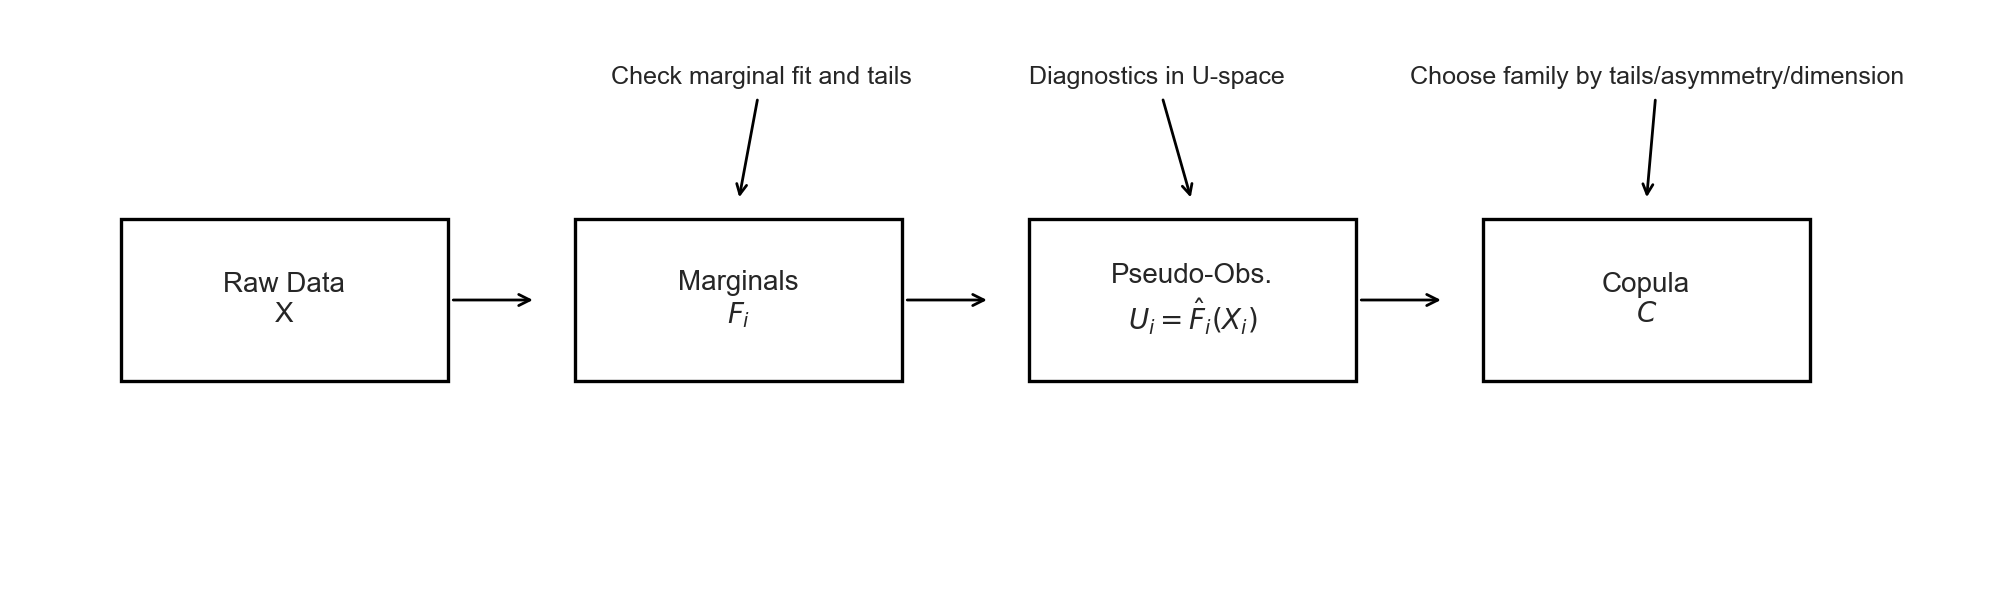 Check marginal fit and tails
Diagnostics in U-space
Choose family by tails/asymmetry/dimension
Raw Data
X
Marginals
$F_i$
Pseudo-Obs.
$U_i = \hat{F}_i(X_i)$
Copula
$C$